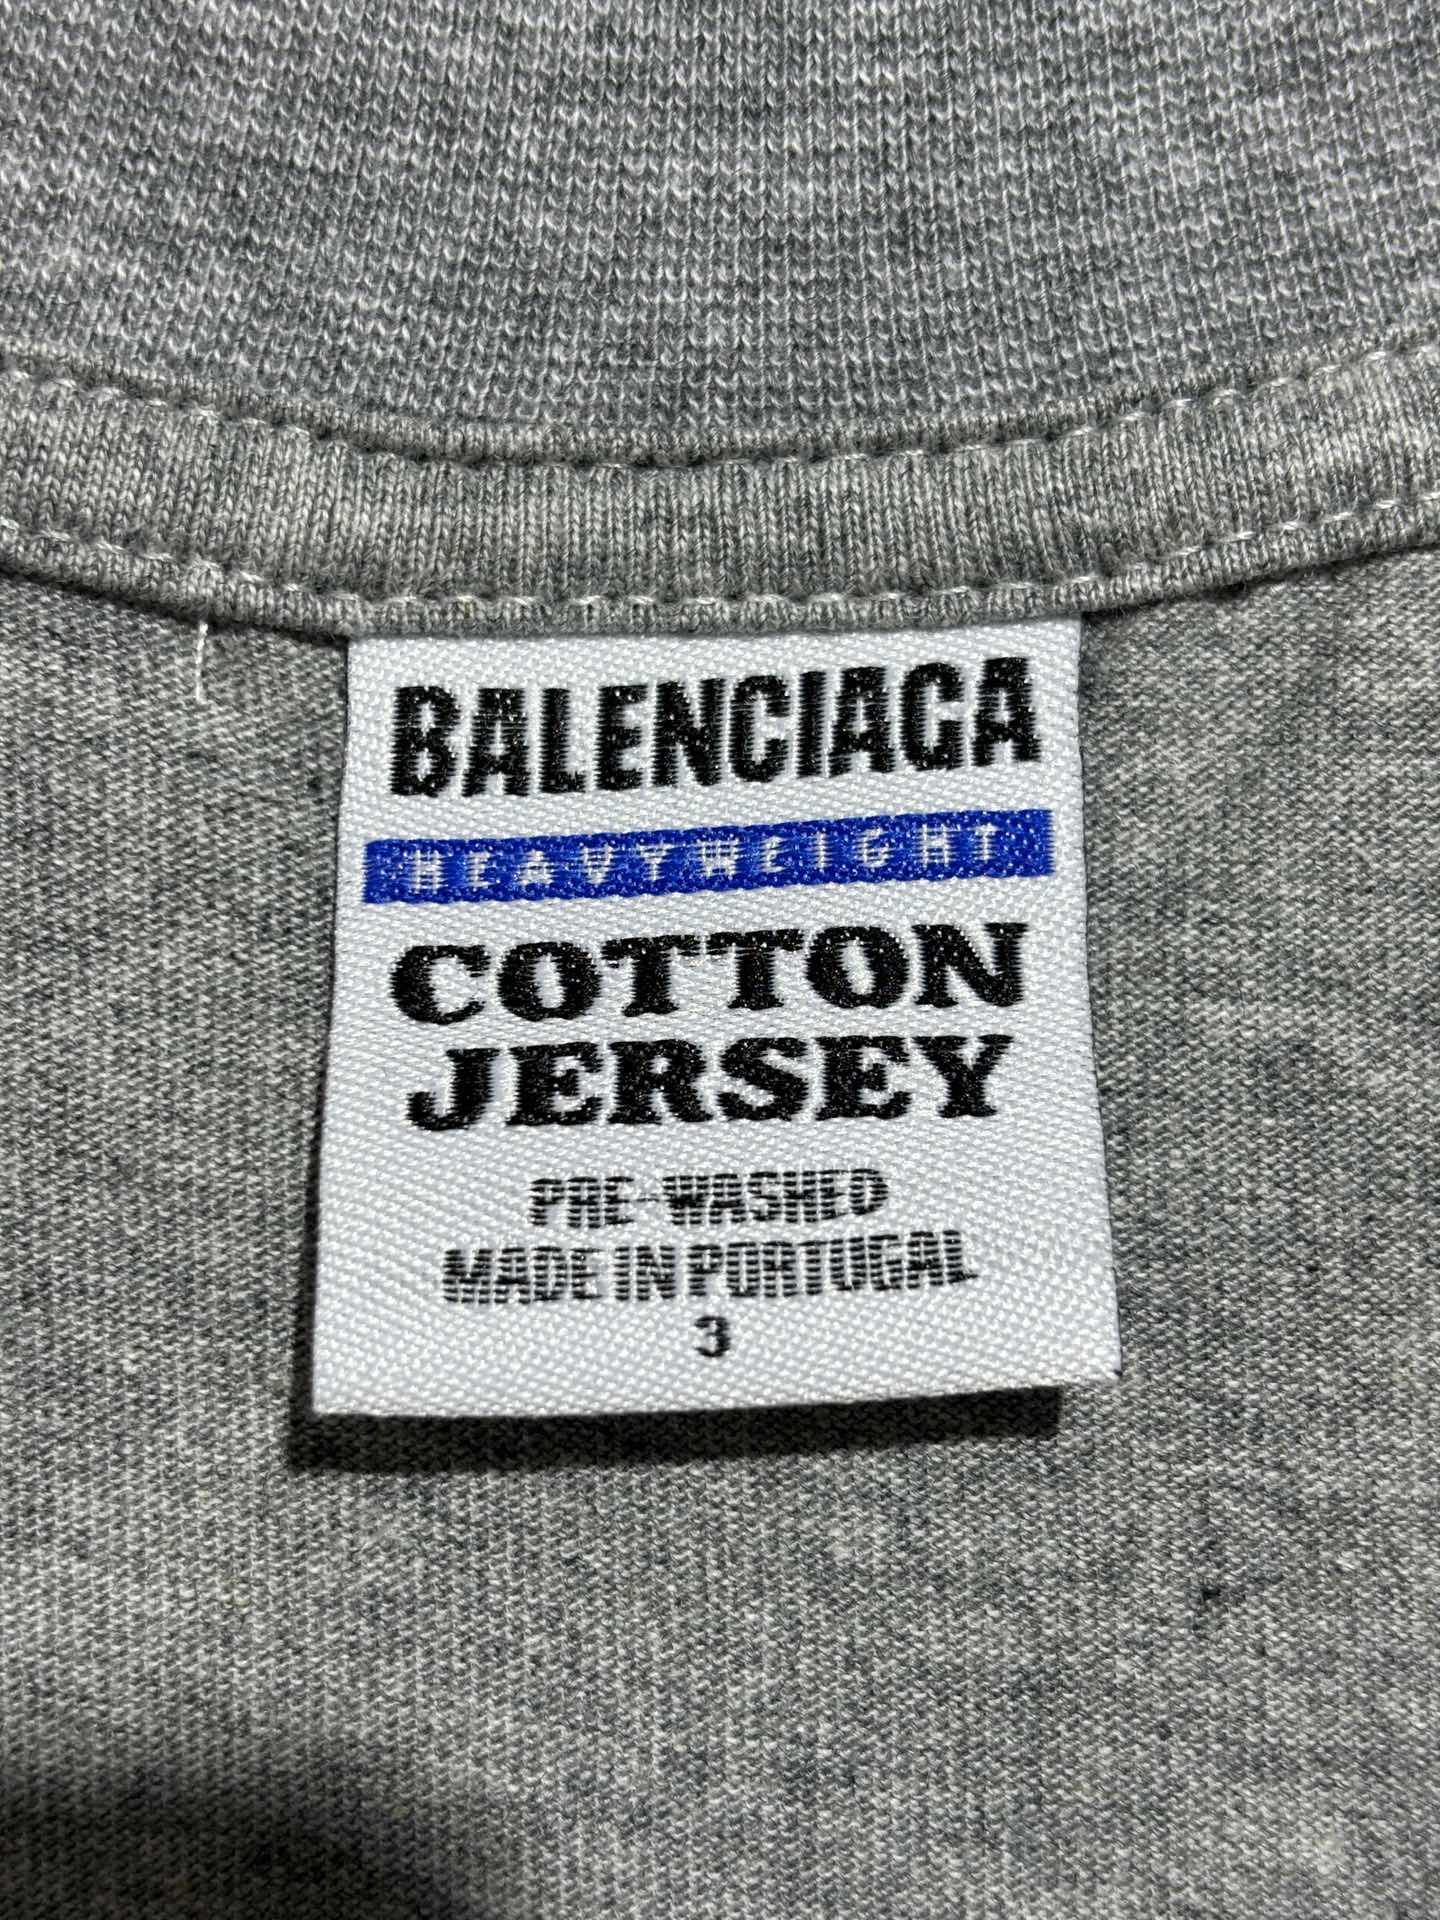 BALENCIAGA
HEAVYWEIGHT
COTTON
JERSEY
PRE-WASHED
MADE IN PORTUGAL
3